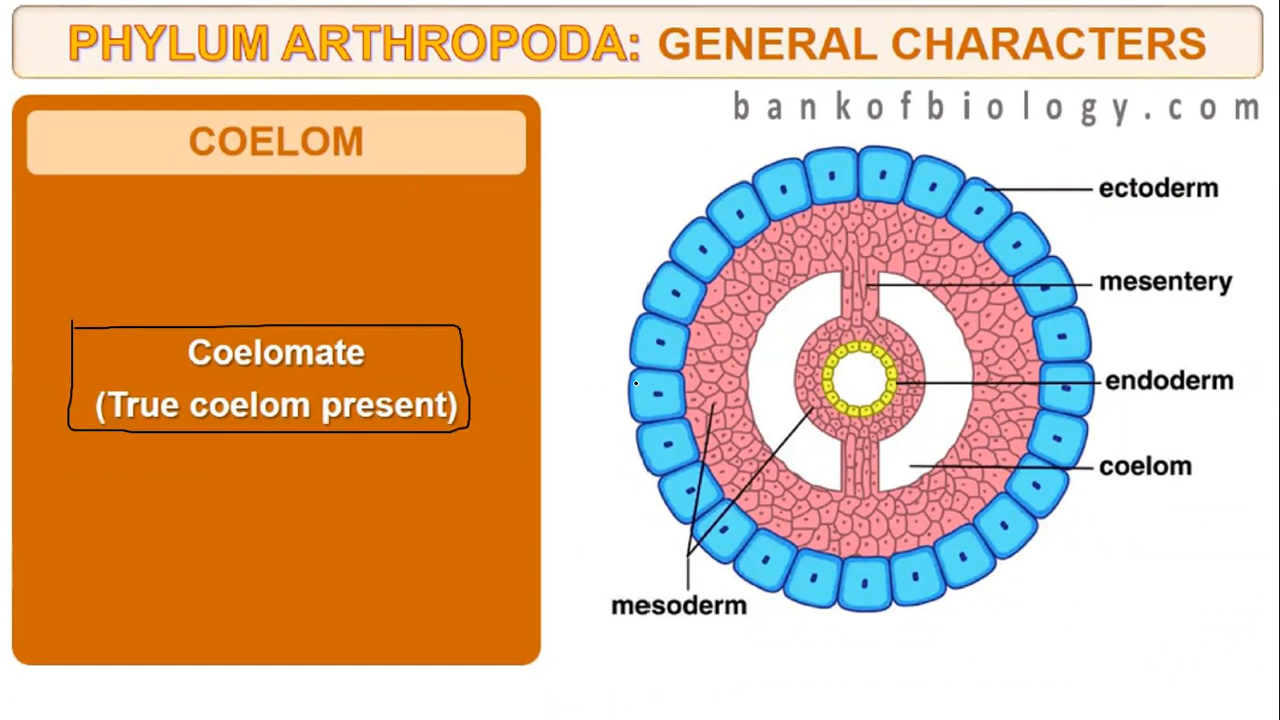 PHYLUM ARTHROPODA: GENERAL CHARACTERS
bankofbiology.com
COELOM
Coelomate
(True coelom present)
ectoderm
mesentery
endoderm
coelom
mesoderm